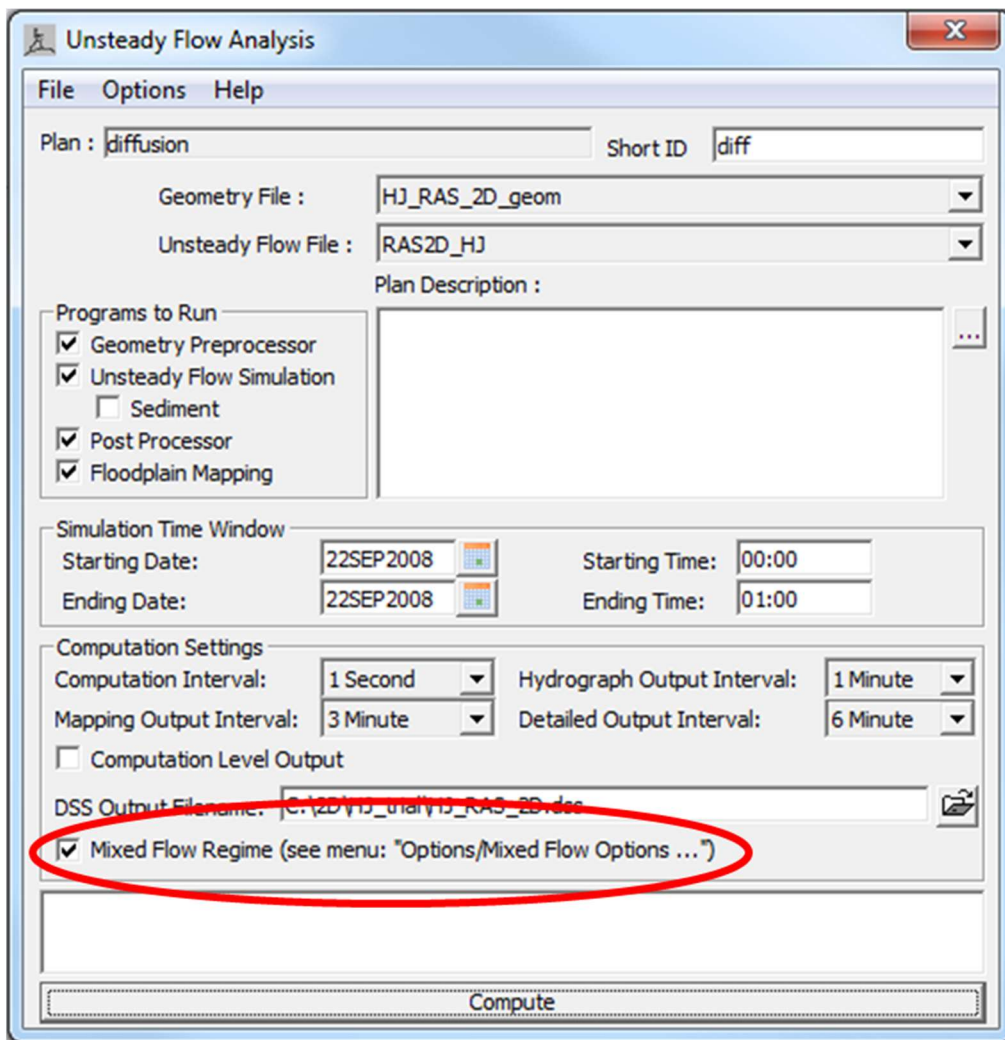 Unsteady Flow Analysis
File Options Help
Plan : diffusion Short ID diff
Geometry File : HJ_RAS_2D_geom
Unsteady Flow File : RAS2D_HJ
Plan Description :
Programs to Run
Geometry Preprocessor
...
Unsteady Flow Simulation
Sediment
Post Processor
Floodplain Mapping
Simulation Time Window
Starting Date: 22SEP2008 Starting Time: 00:00
Ending Date: 22SEP2008 Ending Time: 01:00
Computation Settings
Computation Interval: 1 Second Hydrograph Output Interval: 1 Minute
Mapping Output Interval: 3 Minute Detailed Output Interval: 6 Minute
Computation Level Output
DSS Output Filename: C:\2D\HJ_trial\HJ_RAS_2D.dss
Mixed Flow Regime (see menu: "Options/Mixed Flow Options ...")
Compute